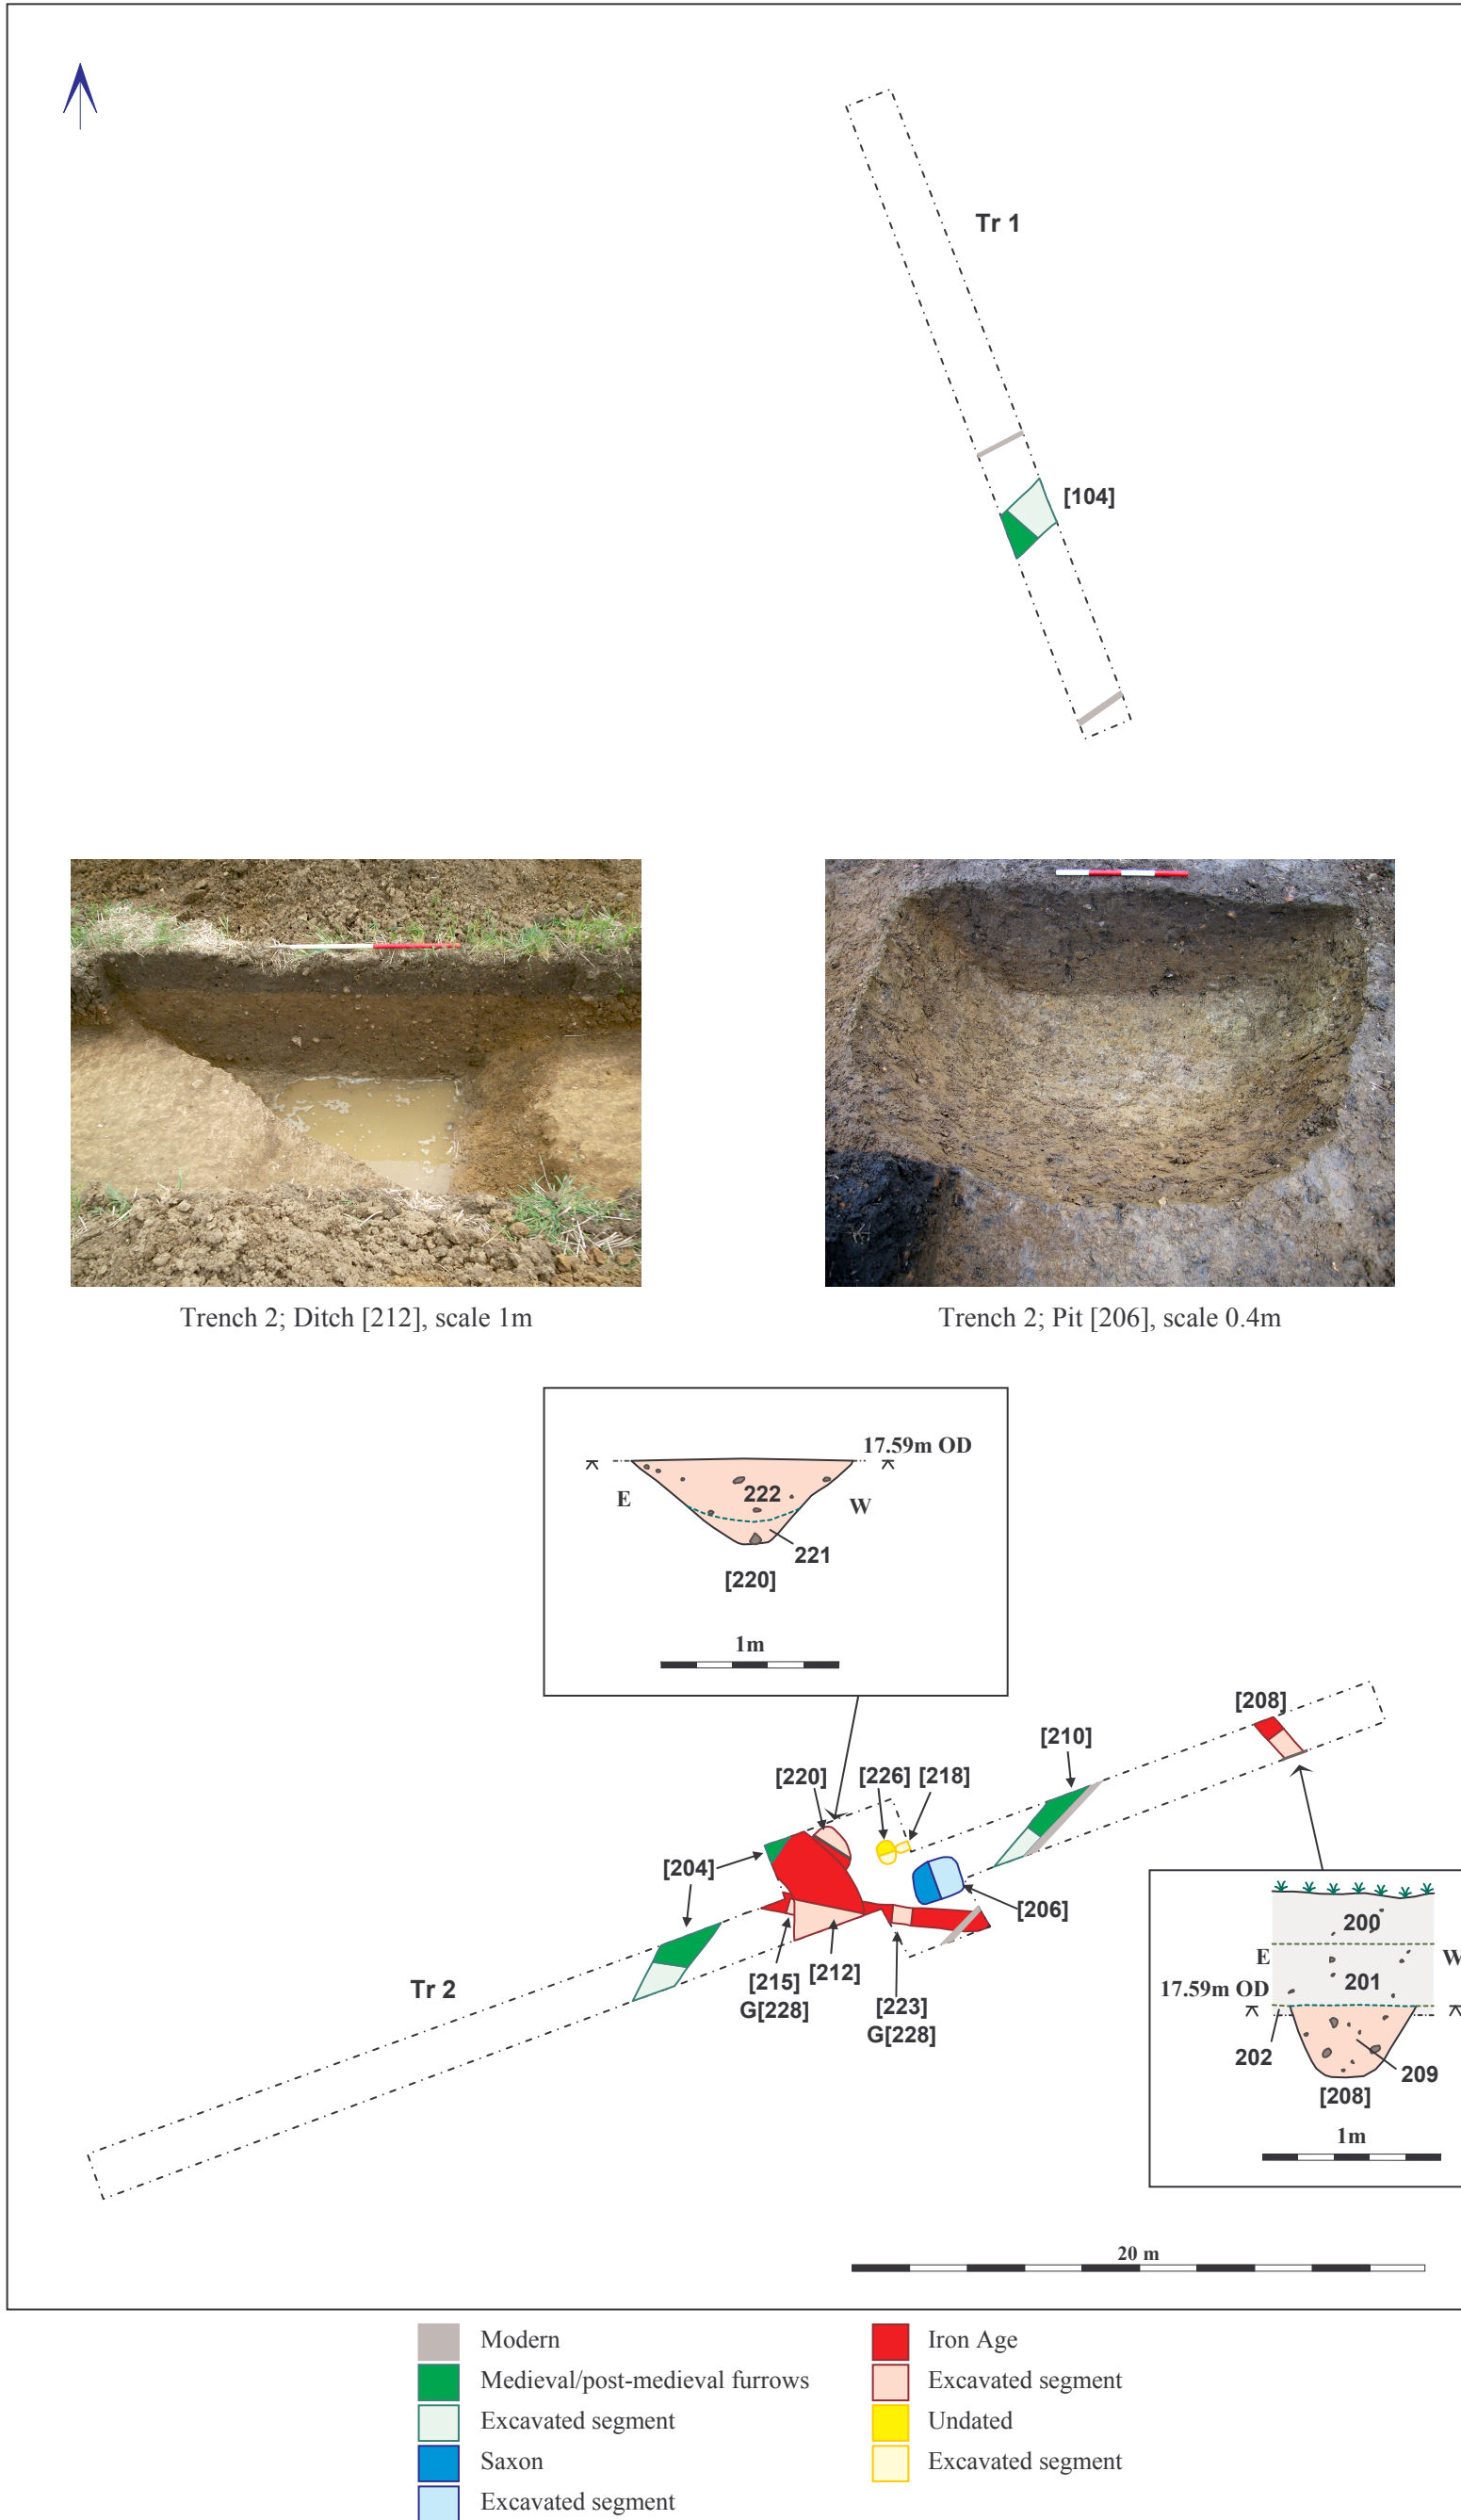 Tr 1
[104]
Trench 2; Ditch [212], scale 1m
Trench 2; Pit [206], scale 0.4m
17.59m OD
E
222
W
221
[220]
1m
[208]
[210]
[220]
[226]
[218]
[204]
[206]
Tr 2
[215]
G[228]
[212]
[223]
G[228]
200
E
W
201
17.59m OD
202
209
[208]
1m
20 m
Modern
Medieval/post-medieval furrows
Excavated segment
Saxon
Excavated segment
Iron Age
Excavated segment
Undated
Excavated segment